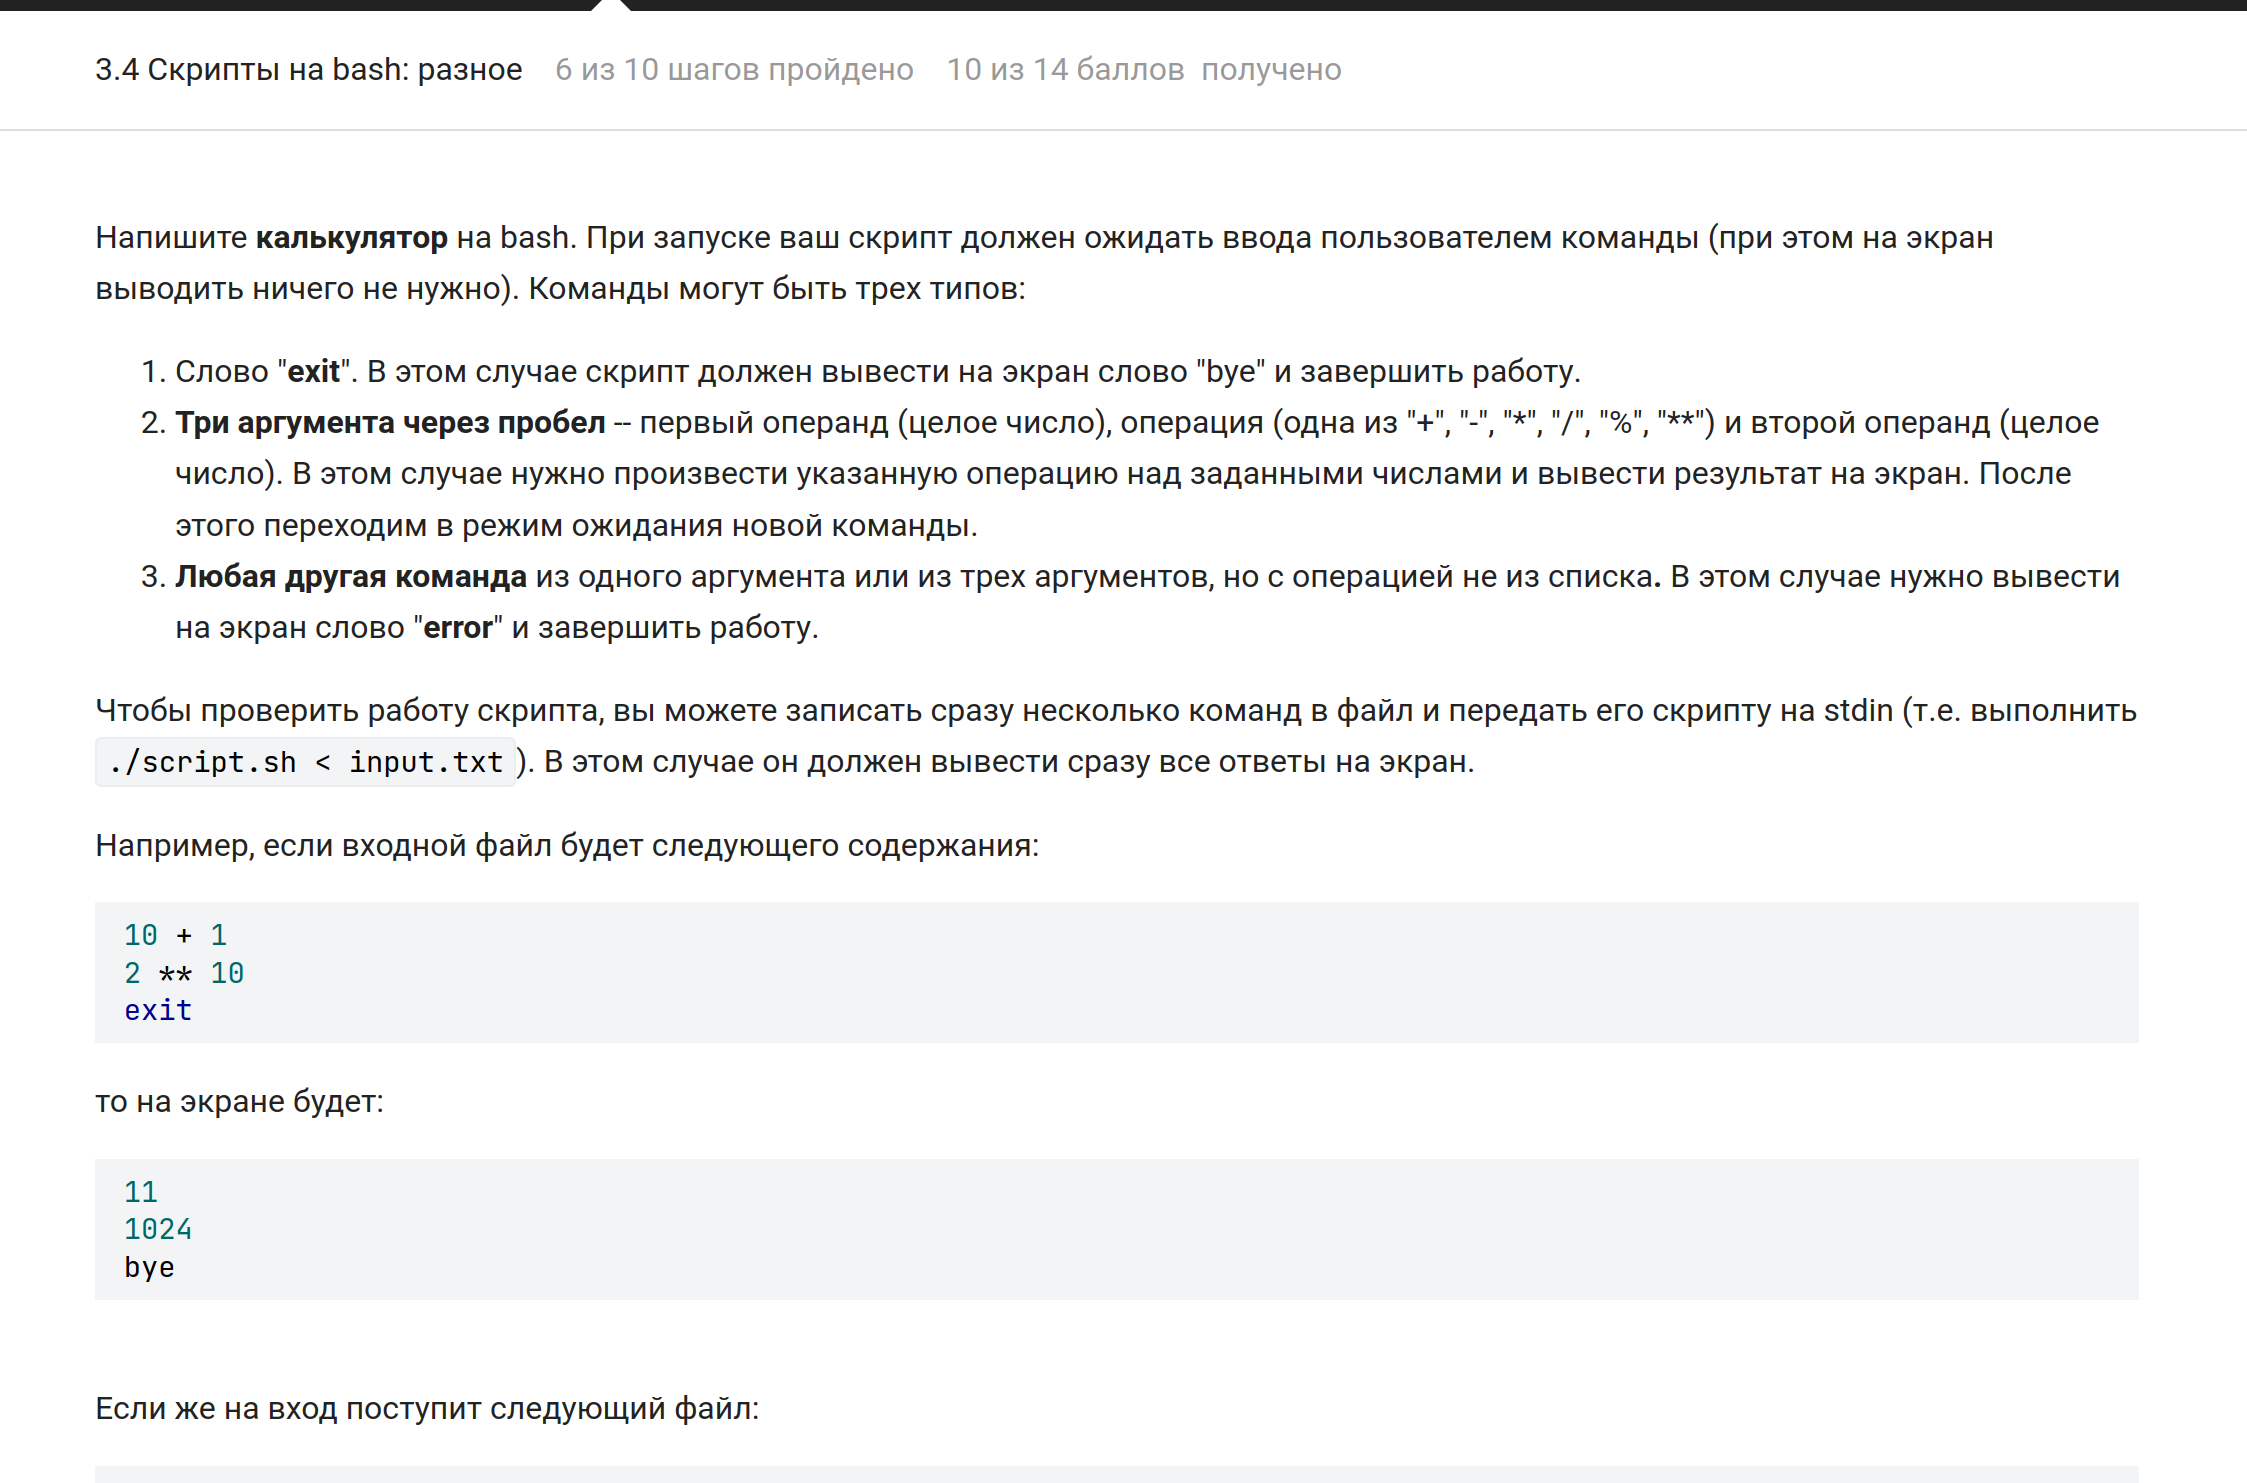 3.4 Скрипты на bash: разное 6 из 10 шагов пройдено 10 из 14 баллов получено
Напишите калькулятор на bash. При запуске ваш скрипт должен ожидать ввода пользователем команды (при этом на экран
выводить ничего не нужно). Команды могут быть трех типов:
1. Слово "exit". В этом случае скрипт должен вывести на экран слово "bye" и завершить работу.
2. Три аргумента через пробел -- первый операнд (целое число), операция (одна из "+", "-", "*", "/", "%", "**") и второй операнд (целое
число). В этом случае нужно произвести указанную операцию над заданными числами и вывести результат на экран. После
этого переходим в режим ожидания новой команды.
3. Любая другая команда из одного аргумента или из трех аргументов, но с операцией не из списка. В этом случае нужно вывести
на экран слово "error" и завершить работу.
Чтобы проверить работу скрипта, вы можете записать сразу несколько команд в файл и передать его скрипту на stdin (т.е. выполнить
./script.sh < input.txt). В этом случае он должен вывести сразу все ответы на экран.
Например, если входной файл будет следующего содержания:
10 + 1
2 ** 10
exit
то на экране будет:
11
1024
bye
Если же на вход поступит следующий файл: